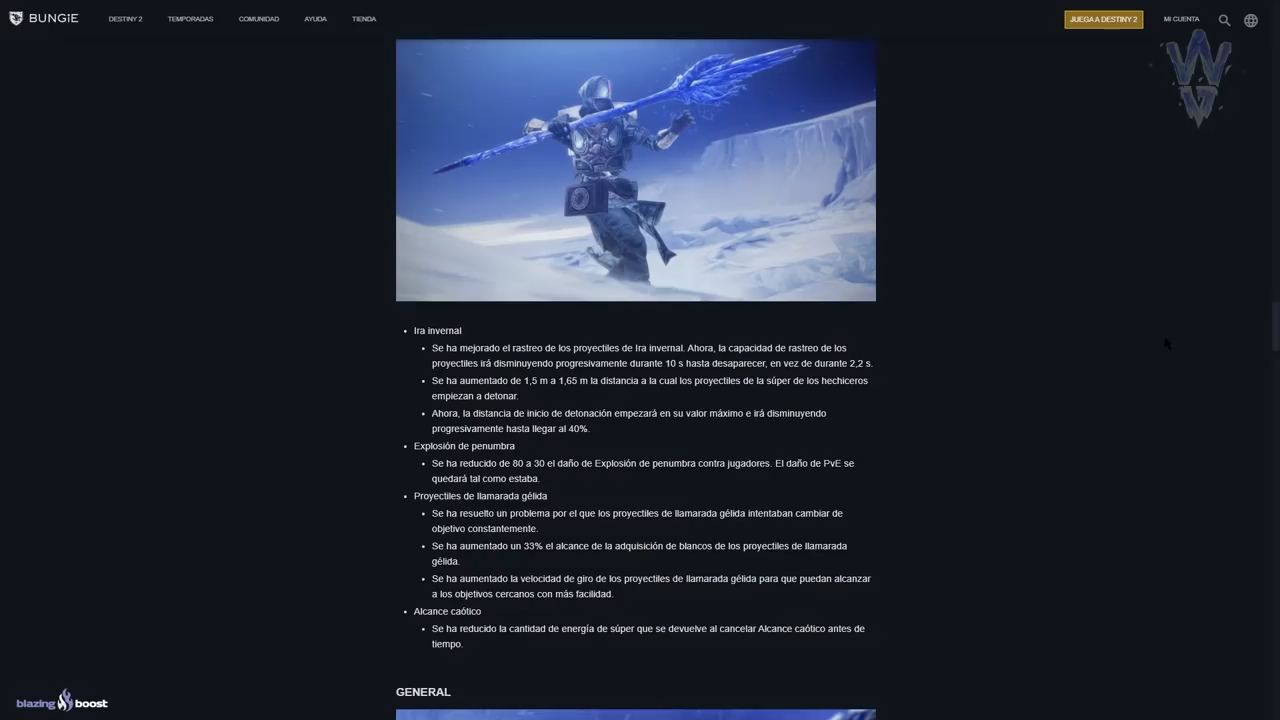 BUNGiE
DESTINY 2
TEMPORADAS
COMUNIDAD
AYUDA
TIENDA
JUEGA A DESTINY 2
MI CUENTA
Ira invernal
Se ha mejorado el rastreo de los proyectiles de Ira invernal. Ahora, la capacidad de rastreo de los
proyectiles irá disminuyendo progresivamente durante 10 s hasta desaparecer, en vez de durante 2,2 s.
Se ha aumentado de 1,5 m a 1,65 m la distancia a la cual los proyectiles de la súper de los hechiceros
empiezan a detonar.
Ahora, la distancia de inicio de detonación empezará en su valor máximo e irá disminuyendo
progresivamente hasta llegar al 40%.
Explosión de penumbra
Se ha reducido de 80 a 30 el daño de Explosión de penumbra contra jugadores. El daño de PvE se
quedará tal como estaba.
Proyectiles de llamarada gélida
Se ha resuelto un problema por el que los proyectiles de llamarada gélida intentaban cambiar de
objetivo constantemente.
Se ha aumentado un 33% el alcance de la adquisición de blancos de los proyectiles de llamarada
gélida.
Se ha aumentado la velocidad de giro de los proyectiles de llamarada gélida para que puedan alcanzar
a los objetivos cercanos con más facilidad.
Alcance caótico
Se ha reducido la cantidad de energía de súper que se devuelve al cancelar Alcance caótico antes de
tiempo.
GENERAL
blazing boost